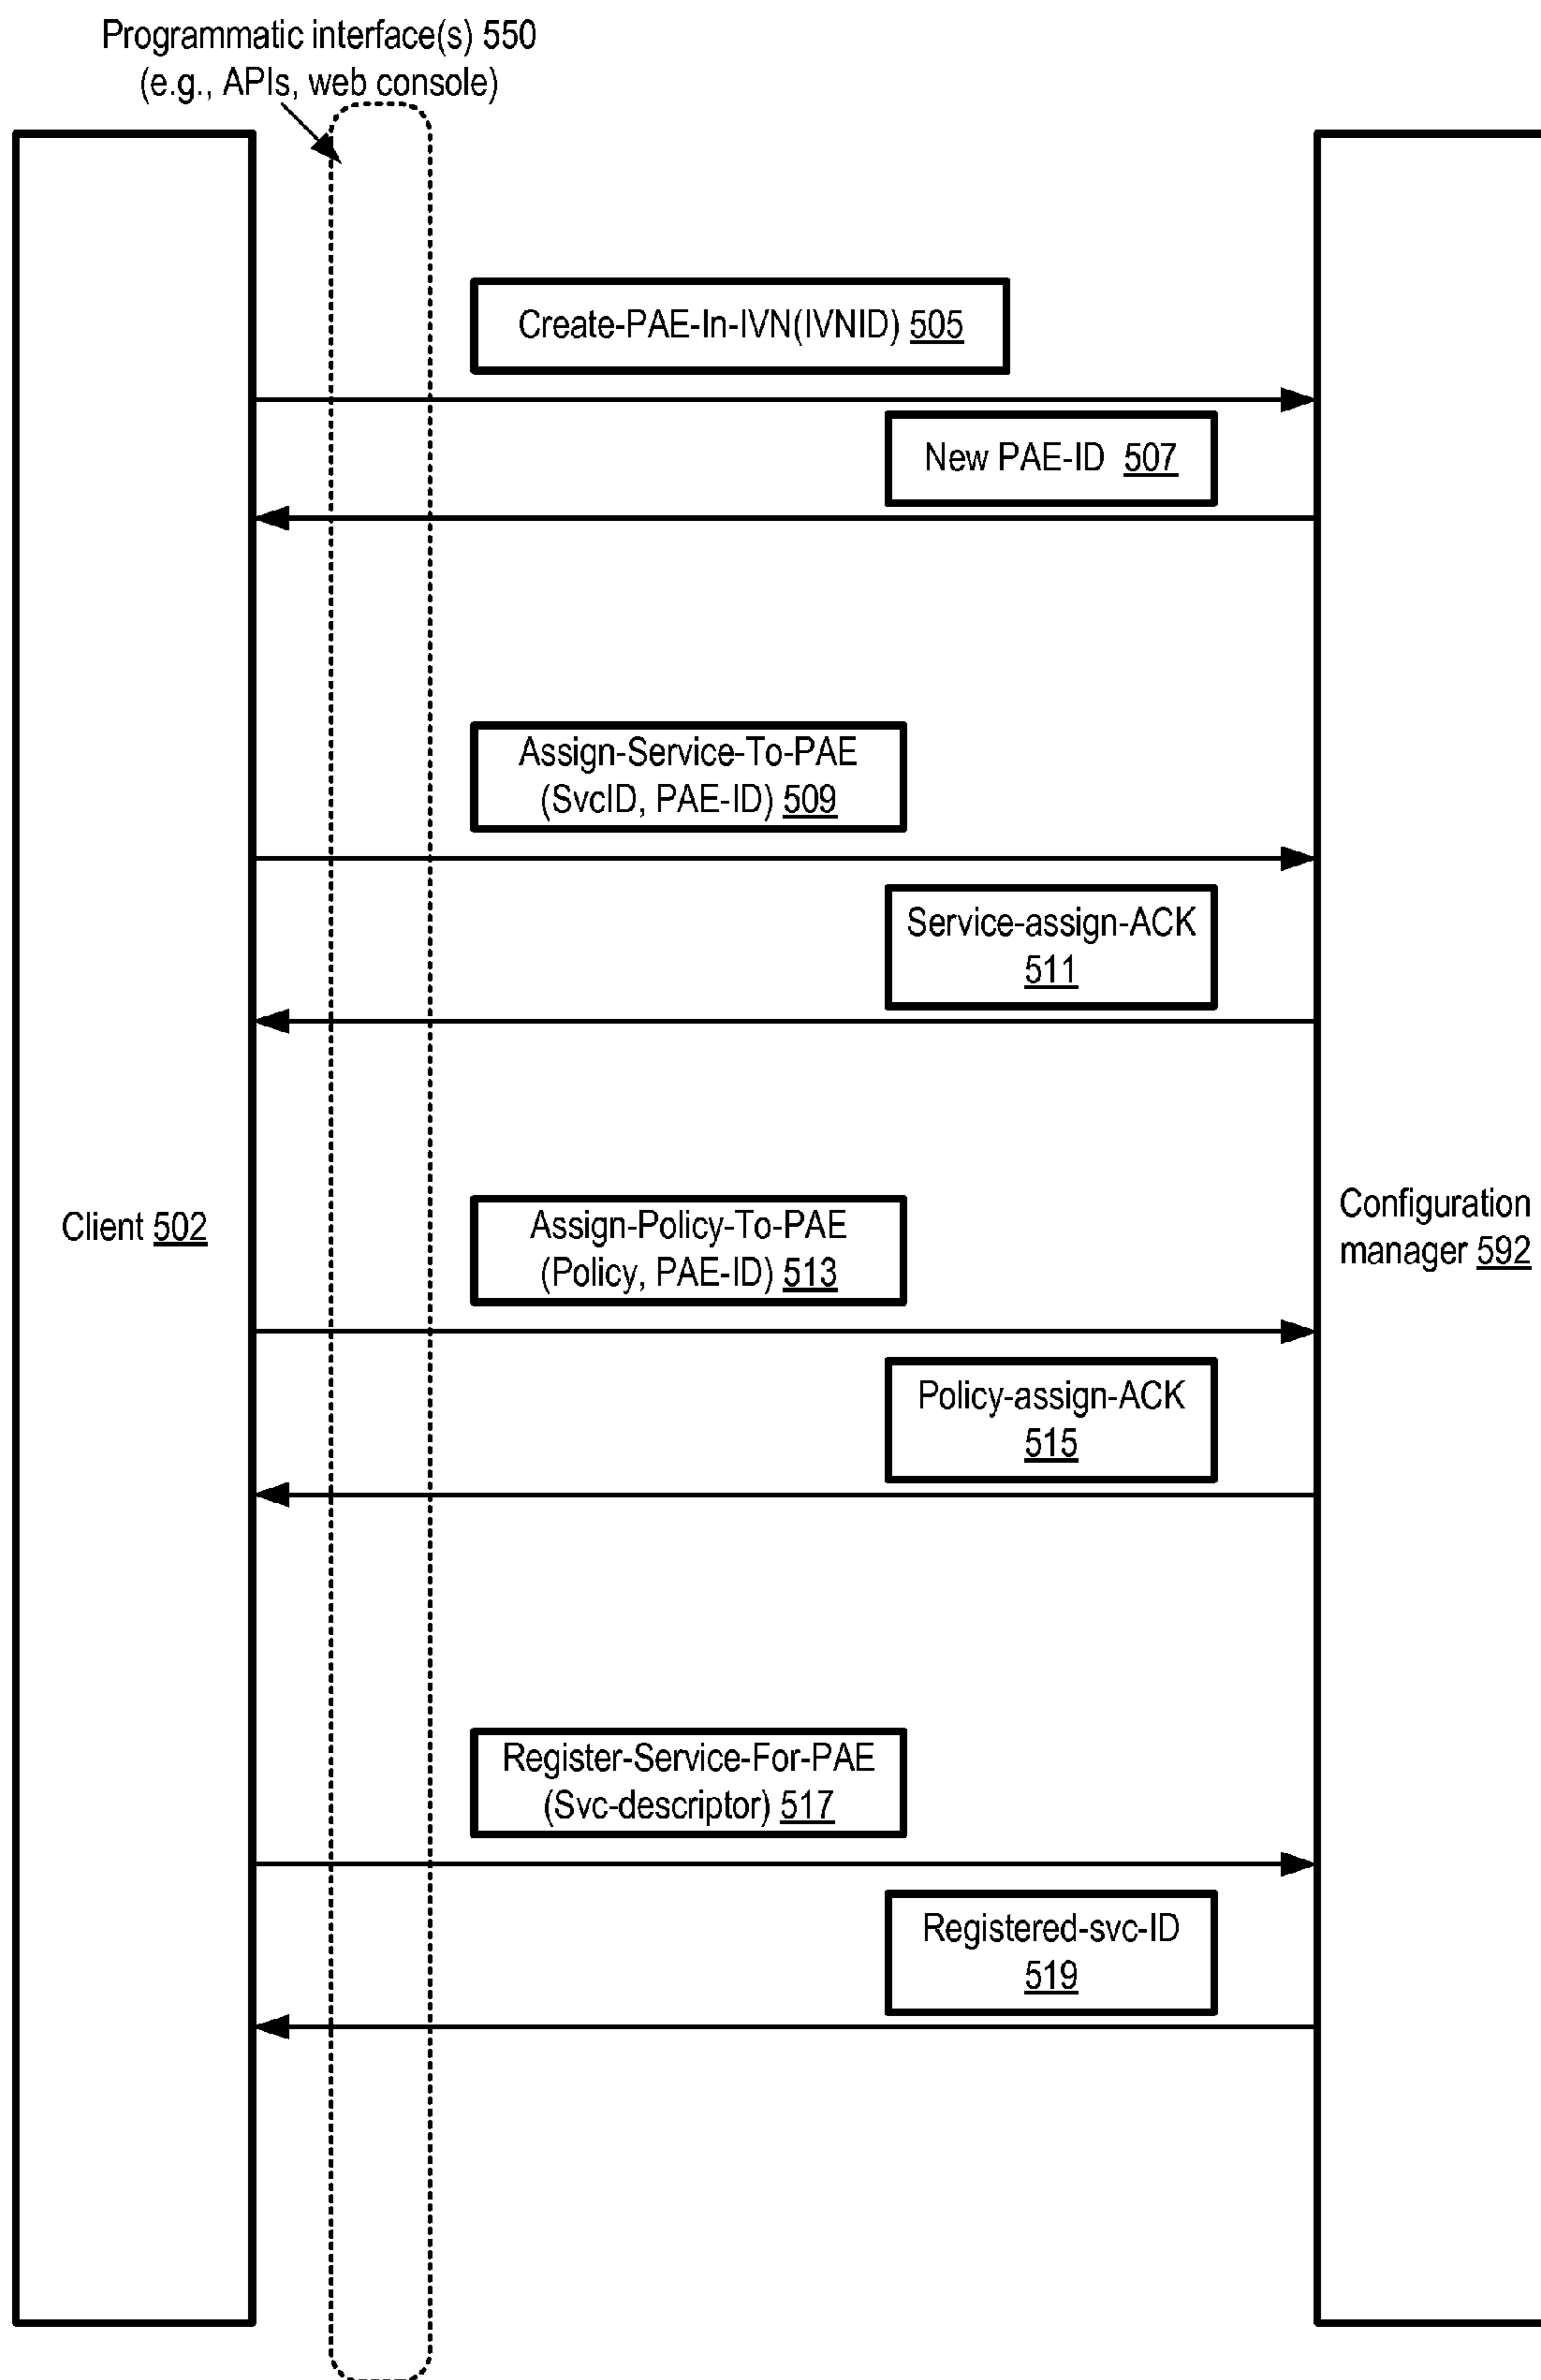 Programmatic interface(s) 550
(e.g., APIs, web console)
Create-PAE-In-IVN(IVNID) 505
New PAE-ID 507
Assign-Service-To-PAE
(SvcID, PAE-ID) 509
Service-assign-ACK
511
Client 502
Assign-Policy-To-PAE
(Policy, PAE-ID) 513
Configuration
manager 592
Policy-assign-ACK
515
Register-Service-For-PAE
(Svc-descriptor) 517
Registered-svc-ID
519